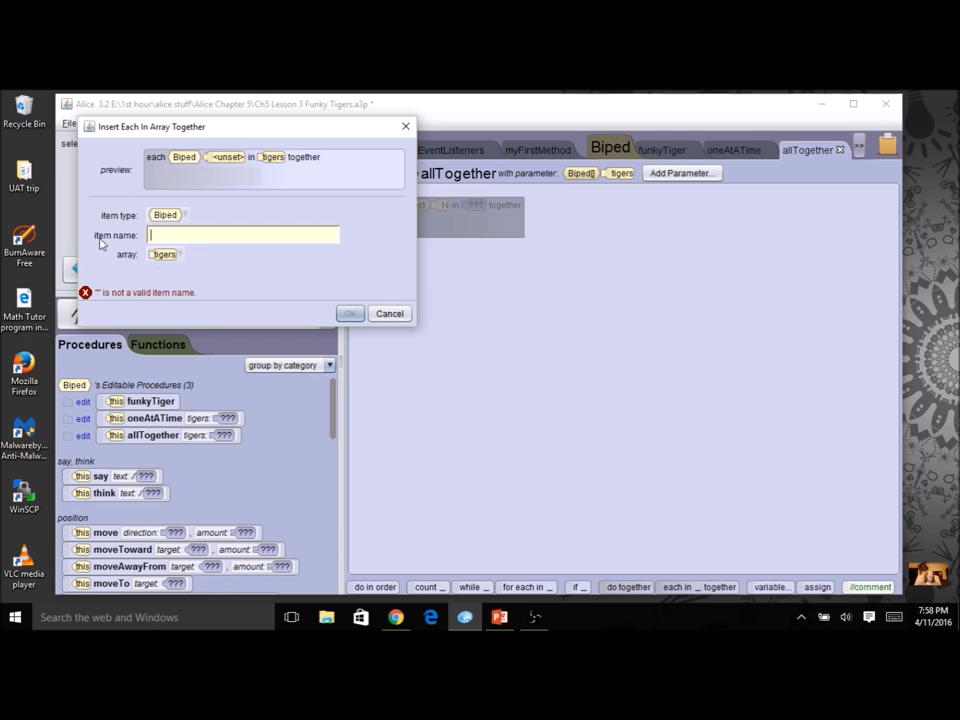 Recycle Bin
UAT trip
BurnAware
Free
Math Tutor
program in...
Mozilla
Firefox
Malwareby...
Anti-Malw...
WinSCP
VLC media
player
Alice 3.2 E:\1st hour\alice stuff\Alice Chapter 5\Ch5 Lesson 3 Funky Tigers.a3p *
Insert Each In Array Together
preview:
each Biped <unset> in tigers together
item type: Biped
item name:
array: tigers
"" is not a valid item name.
OK Cancel
EventListeners myFirstMethod Biped funkyTiger oneAtATime allTogether >>
allTogether with parameter: Biped[] tigers Add Parameter...
N in ??? together
Procedures Functions
group by category
Biped 's Editable Procedures (3)
edit this funkyTiger
edit this oneAtATime tigers: ???
edit this allTogether tigers: ???
say, think
this say text: ???
this think text: ???
position
this move direction: ??? , amount: ???
this moveToward target: ??? , amount: ???
this moveAwayFrom target: ??? , amount: ???
this moveTo target: ???
do in order count _ while _ for each in _ if _ do together each in _ together variable... assign //comment
Search the web and Windows
7:58 PM
4/11/2016